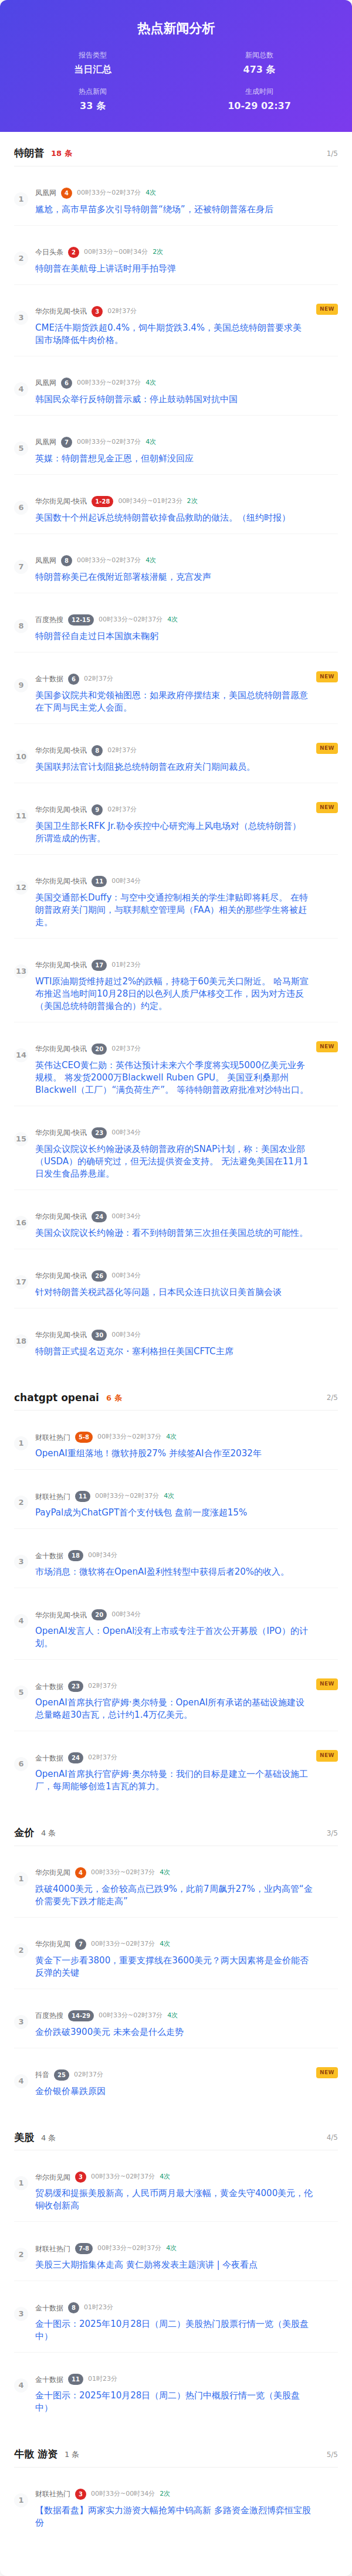 热点新闻分析
报告类型
新闻总数
当日汇总
473 条
热点新闻
生成时间
33 条
10-29 02:37
特朗普 18 条 1/5
1
凤凰网 4 00时33分~02时37分 4次
尴尬，高市早苗多次引导特朗普“绕场”，还被特朗普落在身后
2
今日头条 2 00时33分~00时34分 2次
特朗普在美航母上讲话时用手拍导弹
3
华尔街见闻-快讯 3 02时37分 NEW
CME活牛期货跌超0.4%，饲牛期货跌3.4%，美国总统特朗普要求美
国市场降低牛肉价格。
4
凤凰网 6 00时33分~02时37分 4次
韩国民众举行反特朗普示威：停止鼓动韩国对抗中国
5
凤凰网 7 00时33分~02时37分 4次
英媒：特朗普想见金正恩，但朝鲜没回应
6
华尔街见闻-快讯 1-28 00时34分~01时23分 2次
美国数十个州起诉总统特朗普砍掉食品救助的做法。（纽约时报）
7
凤凰网 8 00时33分~02时37分 4次
特朗普称美已在俄附近部署核潜艇，克宫发声
8
百度热搜 12-15 00时33分~02时37分 4次
特朗普径自走过日本国旗未鞠躬
9
金十数据 6 02时37分 NEW
美国参议院共和党领袖图恩：如果政府停摆结束，美国总统特朗普愿意
在下周与民主党人会面。
10
华尔街见闻-快讯 8 02时37分 NEW
美国联邦法官计划阻挠总统特朗普在政府关门期间裁员。
11
华尔街见闻-快讯 9 02时37分 NEW
美国卫生部长RFK Jr.勒令疾控中心研究海上风电场对（总统特朗普）
所谓造成的伤害。
12
华尔街见闻-快讯 11 00时34分
美国交通部长Duffy：与空中交通控制相关的学生津贴即将耗尽。 在特
朗普政府关门期间，与联邦航空管理局（FAA）相关的那些学生将被赶
走。
13
华尔街见闻-快讯 17 01时23分
WTI原油期货维持超过2%的跌幅，持稳于60美元关口附近。 哈马斯宣
布推迟当地时间10月28日的以色列人质尸体移交工作，因为对方违反
（美国总统特朗普撮合的）约定。
14
华尔街见闻-快讯 20 02时37分 NEW
英伟达CEO黄仁勋：英伟达预计未来六个季度将实现5000亿美元业务
规模。 将发货2000万Blackwell Ruben GPU。 美国亚利桑那州
Blackwell（工厂）“满负荷生产”。 等待特朗普政府批准对沙特出口。
15
华尔街见闻-快讯 23 00时34分
美国众议院议长约翰逊谈及特朗普政府的SNAP计划，称：美国农业部
（USDA）的确研究过，但无法提供资金支持。 无法避免美国在11月1
日发生食品券悬崖。
16
华尔街见闻-快讯 24 00时34分
美国众议院议长约翰逊：看不到特朗普第三次担任美国总统的可能性。
17
华尔街见闻-快讯 26 00时34分
针对特朗普关税武器化等问题，日本民众连日抗议日美首脑会谈
18
华尔街见闻-快讯 30 00时34分
特朗普正式提名迈克尔・塞利格担任美国CFTC主席
chatgpt openai 6 条 2/5
1
财联社热门 5-8 00时33分~02时37分 4次
OpenAI重组落地！微软持股27% 并续签AI合作至2032年
2
财联社热门 11 00时33分~02时37分 4次
PayPal成为ChatGPT首个支付钱包 盘前一度涨超15%
3
金十数据 18 00时34分
市场消息：微软将在OpenAI盈利性转型中获得后者20%的收入。
4
华尔街见闻-快讯 20 00时34分
OpenAI发言人：OpenAI没有上市或专注于首次公开募股（IPO）的计
划。
5
金十数据 23 02时37分 NEW
OpenAI首席执行官萨姆·奥尔特曼：OpenAI所有承诺的基础设施建设
总量略超30吉瓦，总计约1.4万亿美元。
6
金十数据 24 02时37分 NEW
OpenAI首席执行官萨姆·奥尔特曼：我们的目标是建立一个基础设施工
厂，每周能够创造1吉瓦的算力。
金价 4 条 3/5
1
华尔街见闻 4 00时33分~02时37分 4次
跌破4000美元，金价较高点已跌9%，此前7周飙升27%，业内高管“金
价需要先下跌才能走高”
2
华尔街见闻 7 00时33分~02时37分 4次
黄金下一步看3800，重要支撑线在3600美元？两大因素将是金价能否
反弹的关键
3
百度热搜 14-29 00时33分~02时37分 4次
金价跌破3900美元 未来会是什么走势
4
抖音 25 02时37分 NEW
金价银价暴跌原因
美股 4 条 4/5
1
华尔街见闻 3 00时33分~02时37分 4次
贸易缓和提振美股新高，人民币两月最大涨幅，黄金失守4000美元，伦
铜收创新高
2
财联社热门 7-8 00时33分~02时37分 4次
美股三大期指集体走高 黄仁勋将发表主题演讲 | 今夜看点
3
金十数据 8 01时23分
金十图示：2025年10月28日（周二）美股热门股票行情一览（美股盘
中）
4
金十数据 11 01时23分
金十图示：2025年10月28日（周二）热门中概股行情一览（美股盘
中）
牛散 游资 1 条 5/5
1
财联社热门 3 00时33分~00时34分 2次
【数据看盘】两家实力游资大幅抢筹中钨高新 多路资金激烈博弈恒宝股
份